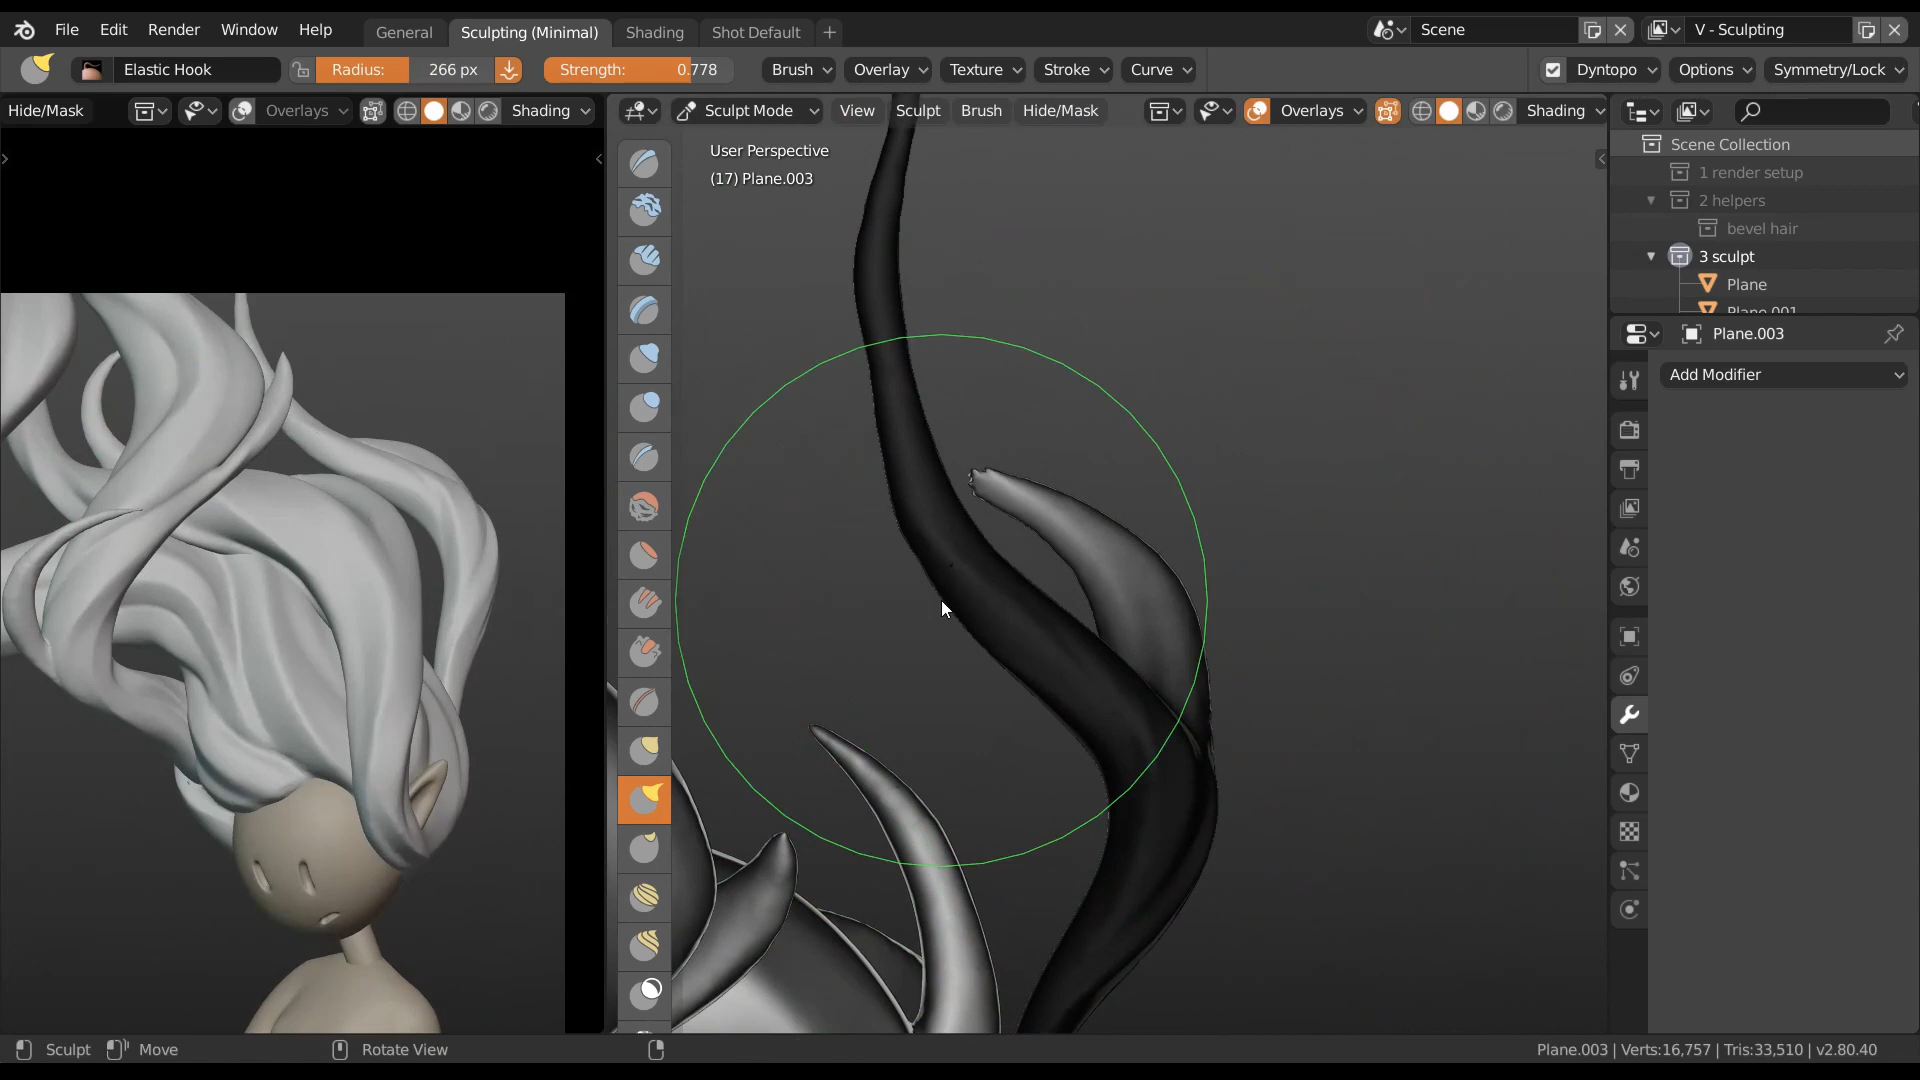 File Edit Render Window Help General Sculpting (Minimal) Shading Shot Default + Scene V - Sculpting
Elastic Hook Radius: 266 px Strength: 0.778 Brush Overlay Texture Stroke Curve Dyntopo Options Symmetry/Lock
Hide/Mask Overlays Shading Sculpt Mode View Sculpt Brush Hide/Mask Overlays Shading
User Perspective
(17) Plane.003
Scene Collection
1 render setup
2 helpers
bevel hair
3 sculpt
Plane
Plane.001
Plane.003
Add Modifier
Sculpt Move Rotate View Plane.003 | Verts:16,757 | Tris:33,510 | v2.80.40